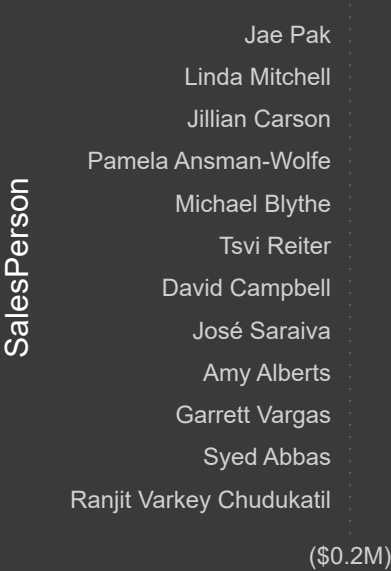 SalesPerson
Jae Pak
Linda Mitchell
Jillian Carson
Pamela Ansman-Wolfe
Michael Blythe
Tsvi Reiter
David Campbell
José Saraiva
Amy Alberts
Garrett Vargas
Syed Abbas
Ranjit Varkey Chudukatil
($0.2M)